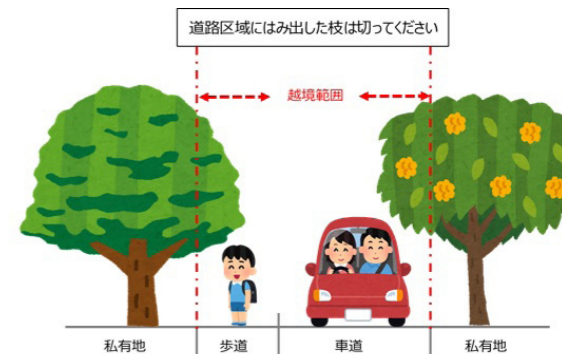 道路区域にはみ出した枝は切ってください
越境範囲
私有地
歩道
車道
私有地